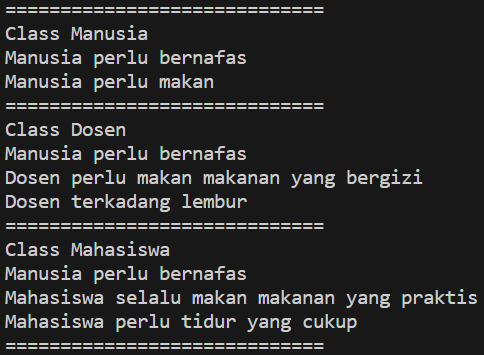 =============================
Class Manusia
Manusia perlu bernafas
Manusia perlu makan
=============================
Class Dosen
Manusia perlu bernafas
Dosen perlu makan makanan yang bergizi
Dosen terkadang lembur
=============================
Class Mahasiswa
Manusia perlu bernafas
Mahasiswa selalu makan makanan yang praktis
Mahasiswa perlu tidur yang cukup
=============================